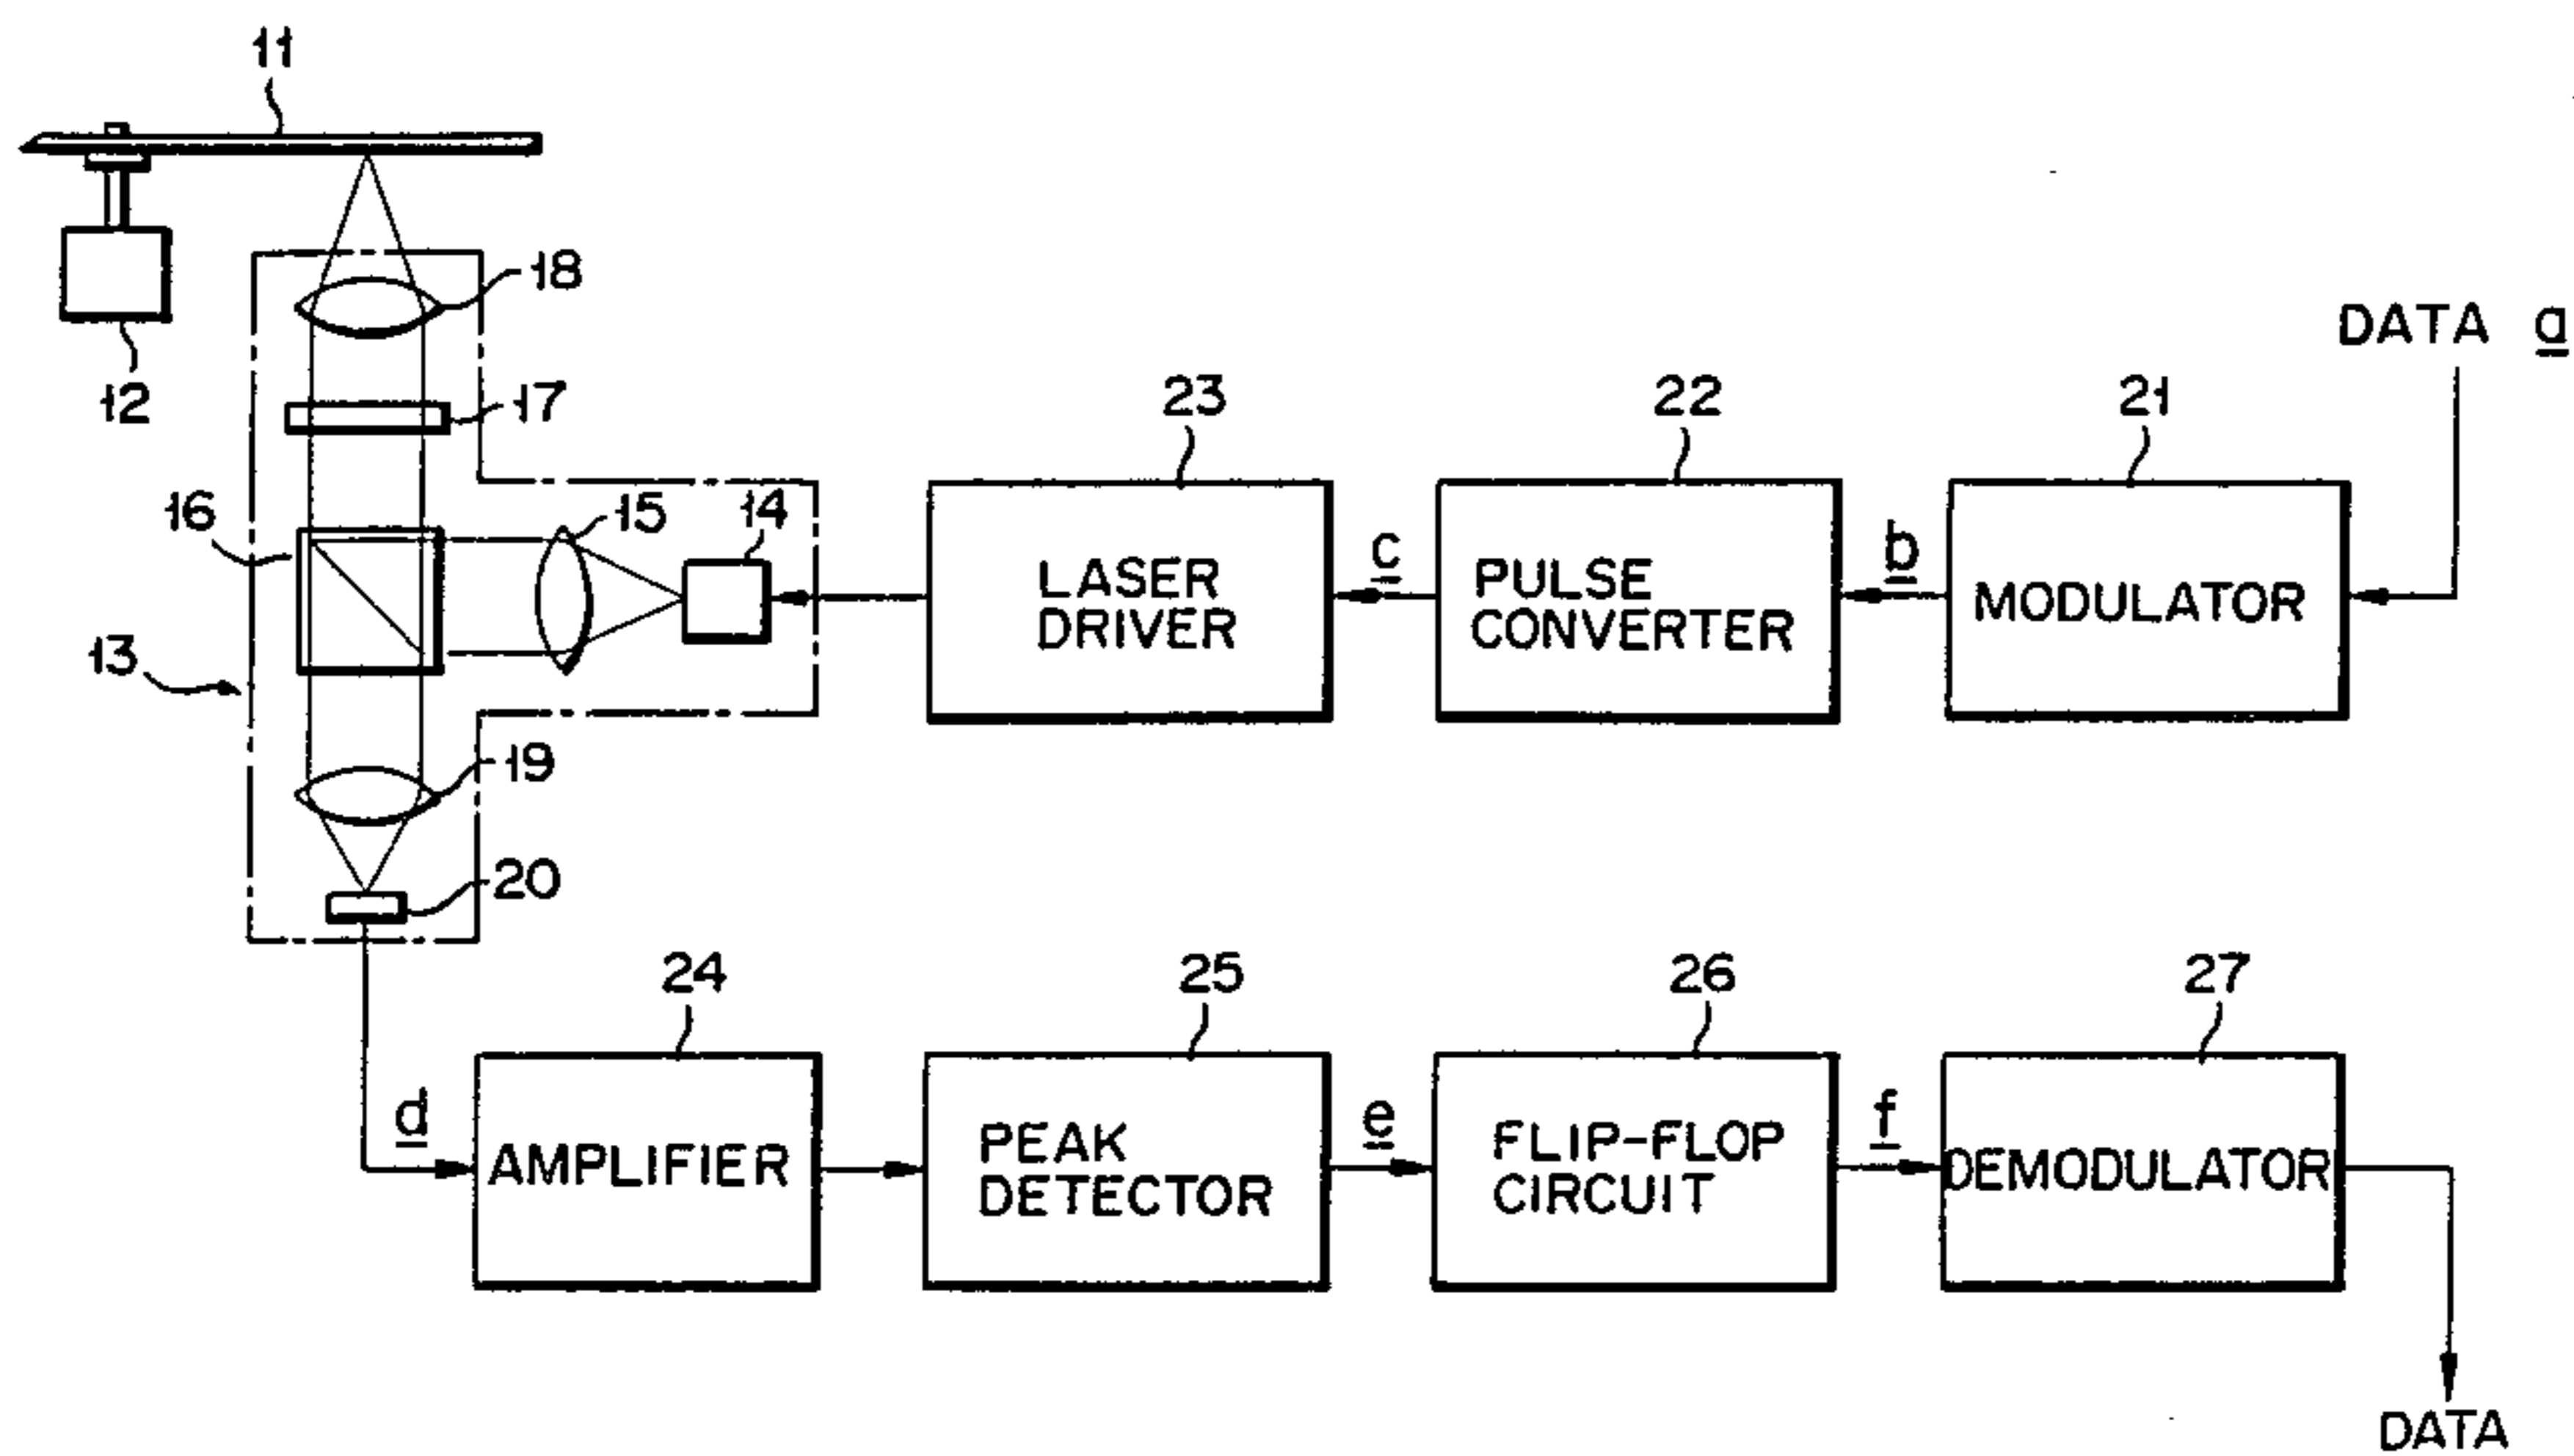 11
18
12
17
DATA a
23
22
21
16
15
14
LASER
DRIVER
c
PULSE
CONVERTER
b
MODULATOR
13
19
20
24
25
26
27
d
AMPLIFIER
PEAK
DETECTOR
e
FLIP-FLOP
CIRCUIT
f
DEMODULATOR
DATA